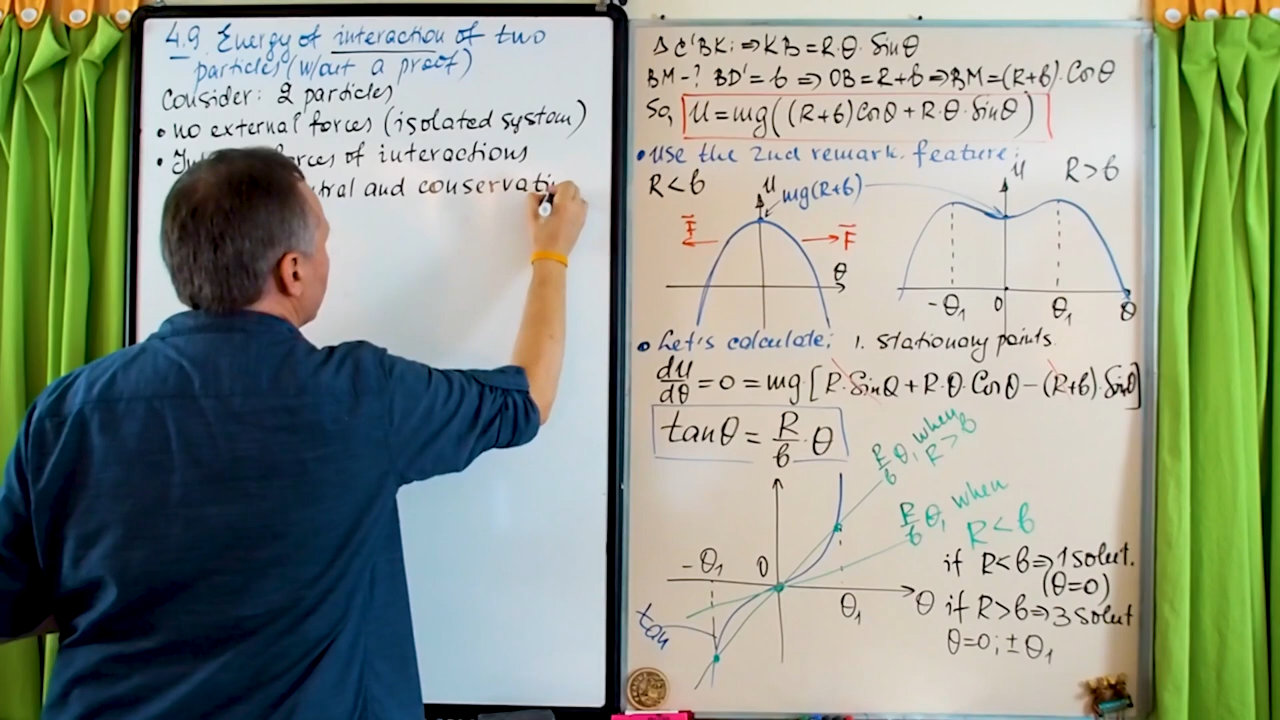 4.9. Energy of interaction of two
particles (w/out a proof)
Consider: 2 particles
• no external forces (isolated system)
• forces of interactions
and conservati
Δ C'BK: ⇒ KB = R·θ·Sinθ
BM-? BD' = b ⇒ OB = R+b ⇒ BM = (R+b)·Cosθ
So, U = mg((R+b)Cosθ + R·θ·Sinθ)
• Use the 2nd remark. feature:
R < b
U
mg(R+b)
U
R > b
F
F
θ
-θ₁ 0 θ₁ θ
• Let's calculate: 1. Stationary points.
dU/dθ = 0 = mg·[R·Sinθ + R·θ·Cosθ - (R+b)·Sinθ]
tanθ = R/b·θ
R/b θ, when
R > b
R/b θ, when
R < b
-θ₁ 0 θ₁ θ
tan
if R<b ⇒ 1 solut.
(θ=0)
if R>b ⇒ 3 solut
θ=0; ±θ₁